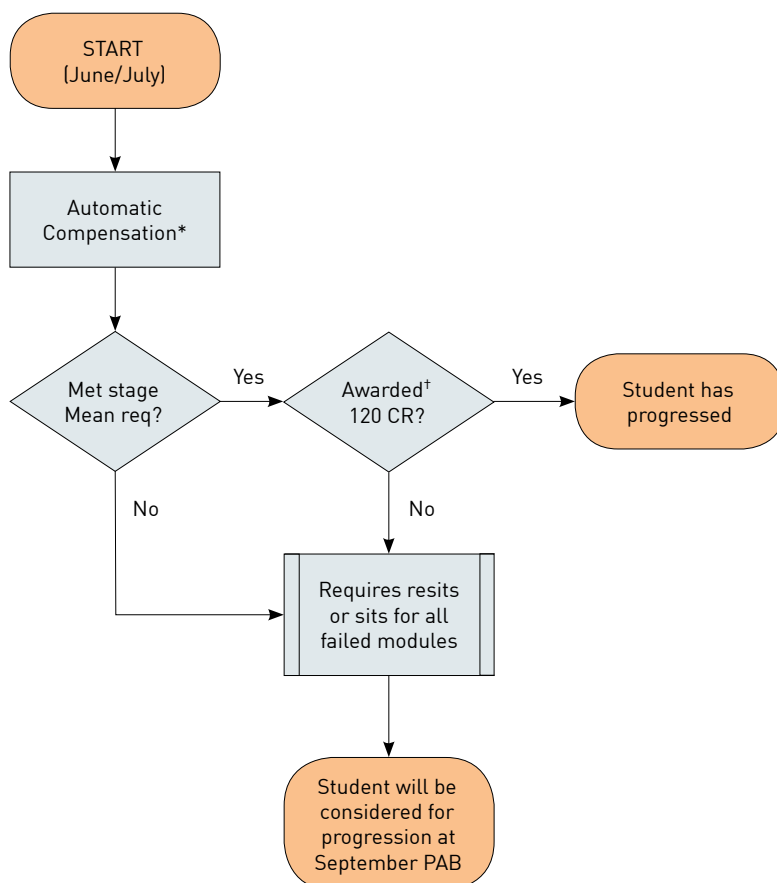 START
(June/July)
Automatic
Compensation*
Met stage
Mean req?
Yes
Awarded†
120 CR?
Yes
Student has
progressed
No
No
Requires resits
or sits for all
failed modules
Student will be
considered for
progression at
September PAB